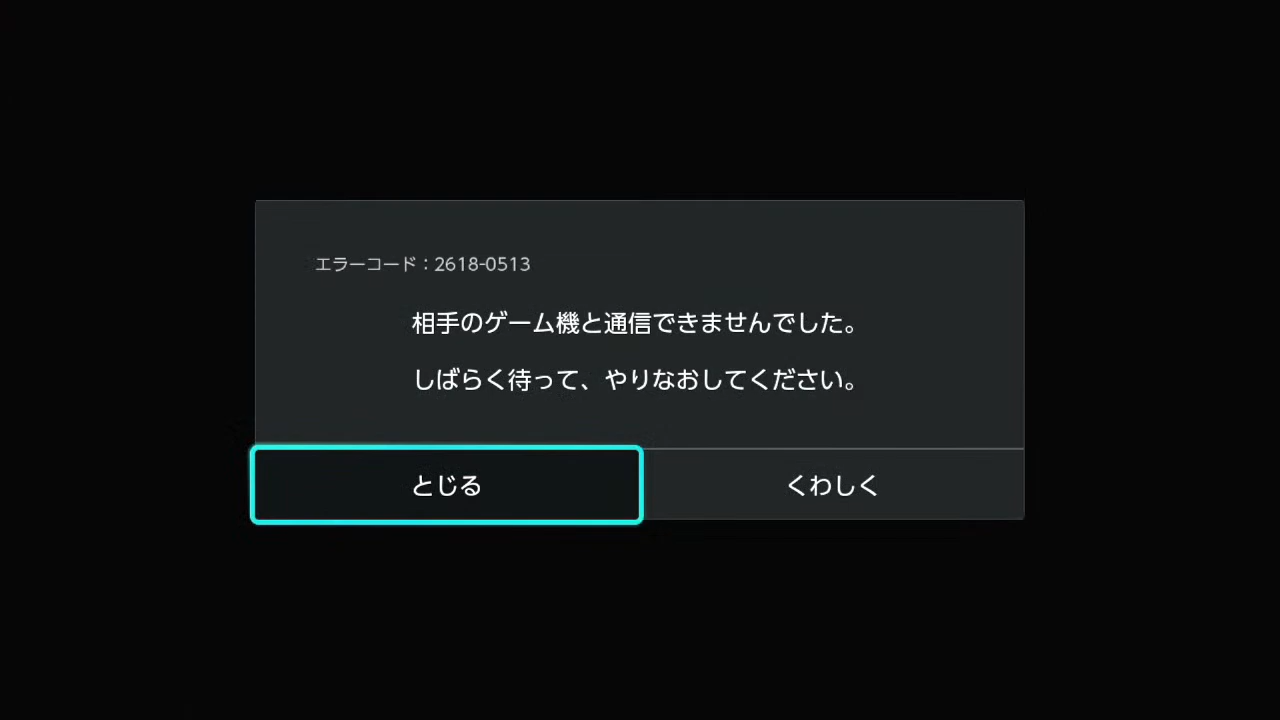 エラーコード：2618-0513
相手のゲーム機と通信できませんでした。
しばらく待って、やりなおしてください。
とじる
くわしく